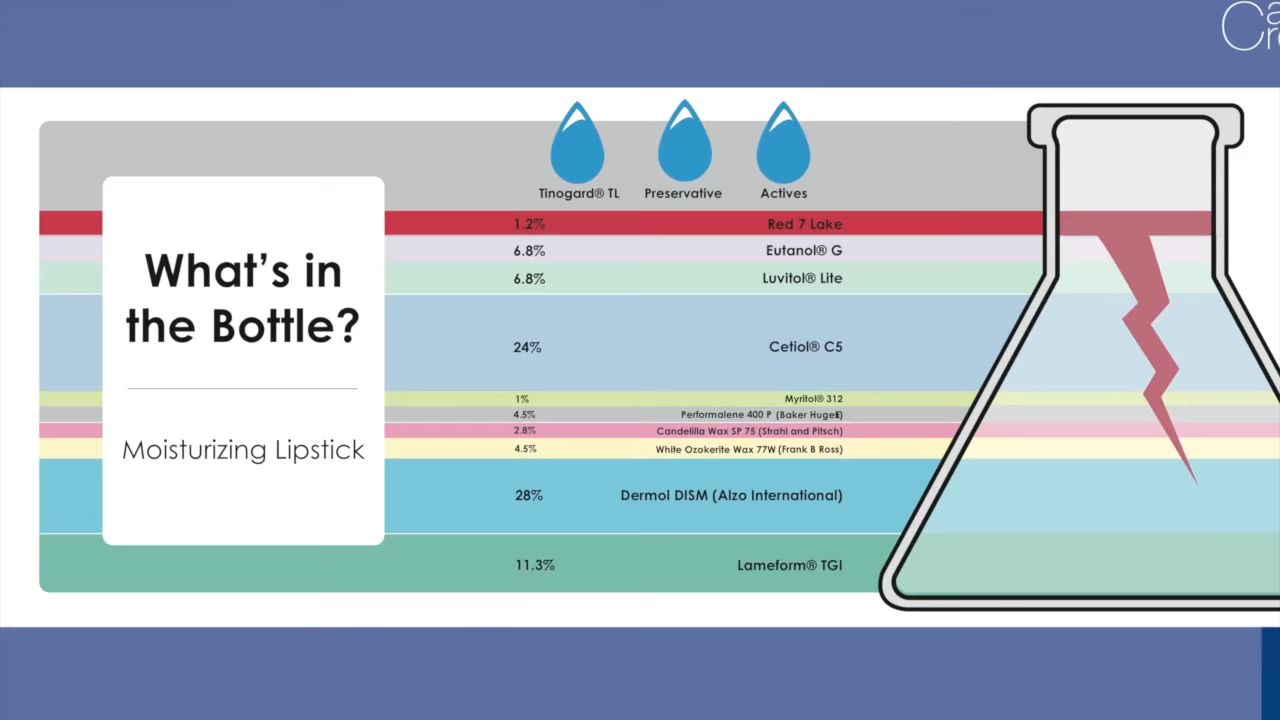 Ca
Cre
Tinogard® TL Preservative Actives
1.2% Red 7 Lake
6.8% Eutanol® G
6.8% Luvitol® Lite
24% Cetiol® C5
1% Myritol® 312
4.5% Performalene 400 P (Baker Huge)
2.8% Candelilla Wax SP 75 (Strahl and Pitsch)
4.5% White Ozokerite Wax 77W (Frank B Ross)
28% Dermol DISM (Alzo International)
11.3% Lameform® TGI
What's in
the Bottle?
Moisturizing Lipstick